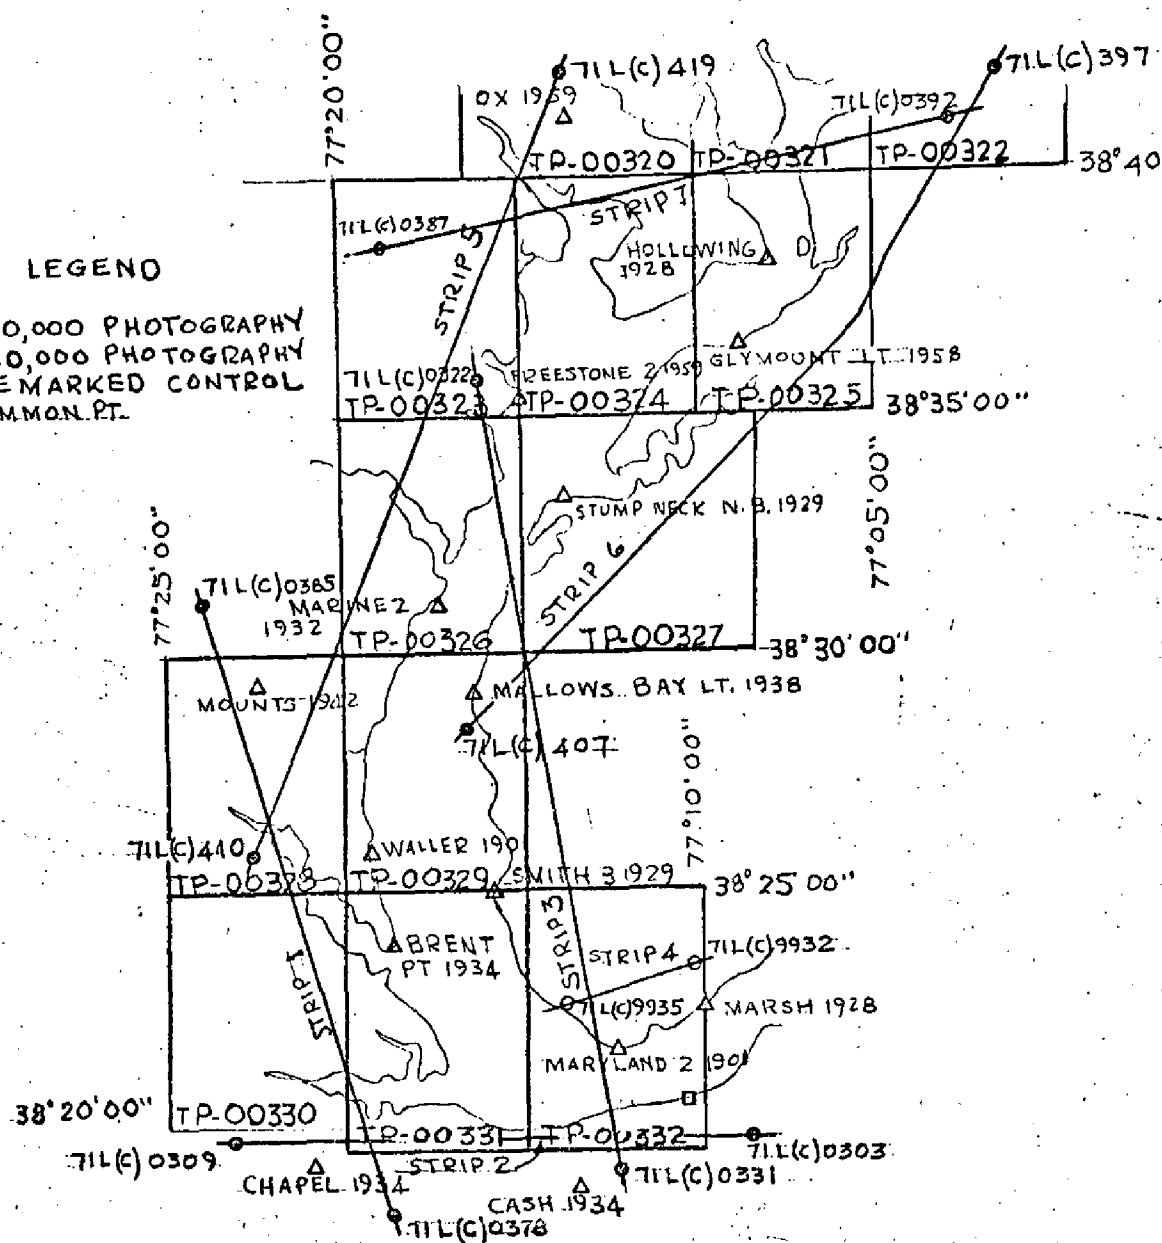 77°20'00"
71L(C)419
71L(C)397
OX 1959
71L(C)0392
TP-00320
TP-00321
TP-00322
38°40
71L(C)0387
STRIP 5
STRIP 7
HOLLOWING
1928
D
LEGEND
0,000 PHOTOGRAPHY
0,000 PHOTOGRAPHY
E MARKED CONTROL
MMON.PT.
71L(C)0322
FREESTONE 2 1959
GLYMOUNT LT. 1958
TP-00323
TP-00324
TP-00325
38°35'00"
77°05'00"
STUMP NECK N.B. 1929
77°25'00"
71L(C)0385
MARINE 2
1932
STRIP 6
TP-00326
TP-00327
38°30'00"
MOUNTS
MALLOWS BAY LT. 1938
71L(C)407
77°10'00"
71L(C)410
WALLER 190
TP-00328
TP-00329
SMITH 3 1929
38°25'00"
BRENT
PT 1934
STRIP 1
STRIP 3
STRIP 4
71L(C)9932
71L(C)9935
MARSH 1928
MARYLAND 2 1901
38°20'00"
TP-00330
TP-00331
TP-00332
71L(C)0309
STRIP 2
71L(C)0303
CHAPEL 1934
71L(C)0331
CASH 1934
71L(C)0378